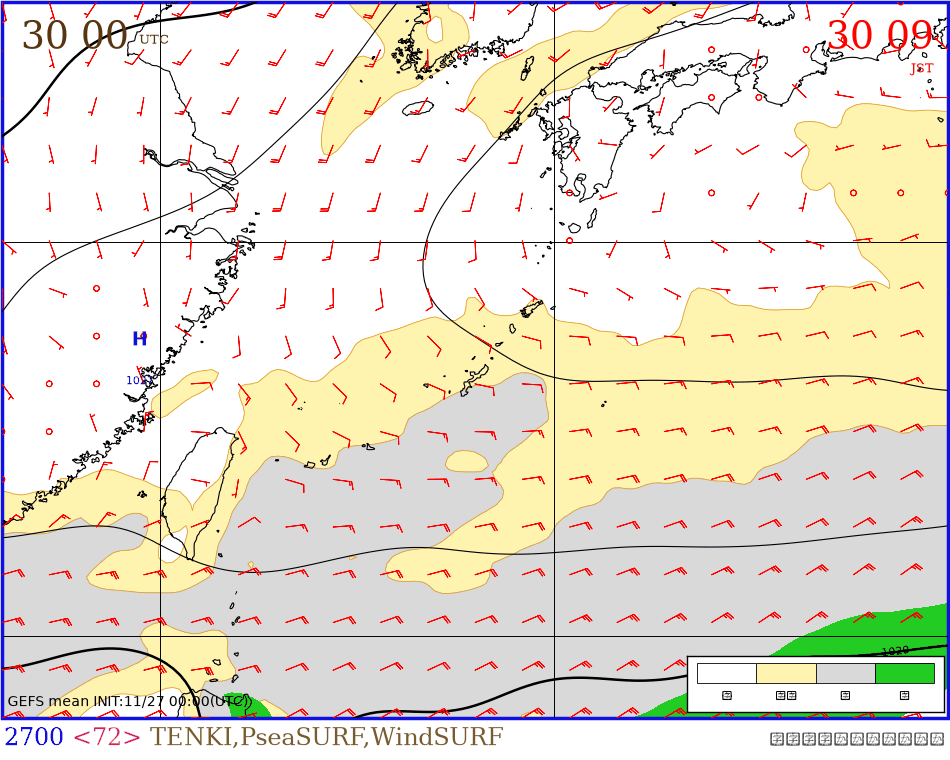 30 00 UTC
30 09
JST
H
1020
GEFS mean INIT:11/27 00:00(UTC)
2700 <72> TENKI,PseaSURF,WindSURF